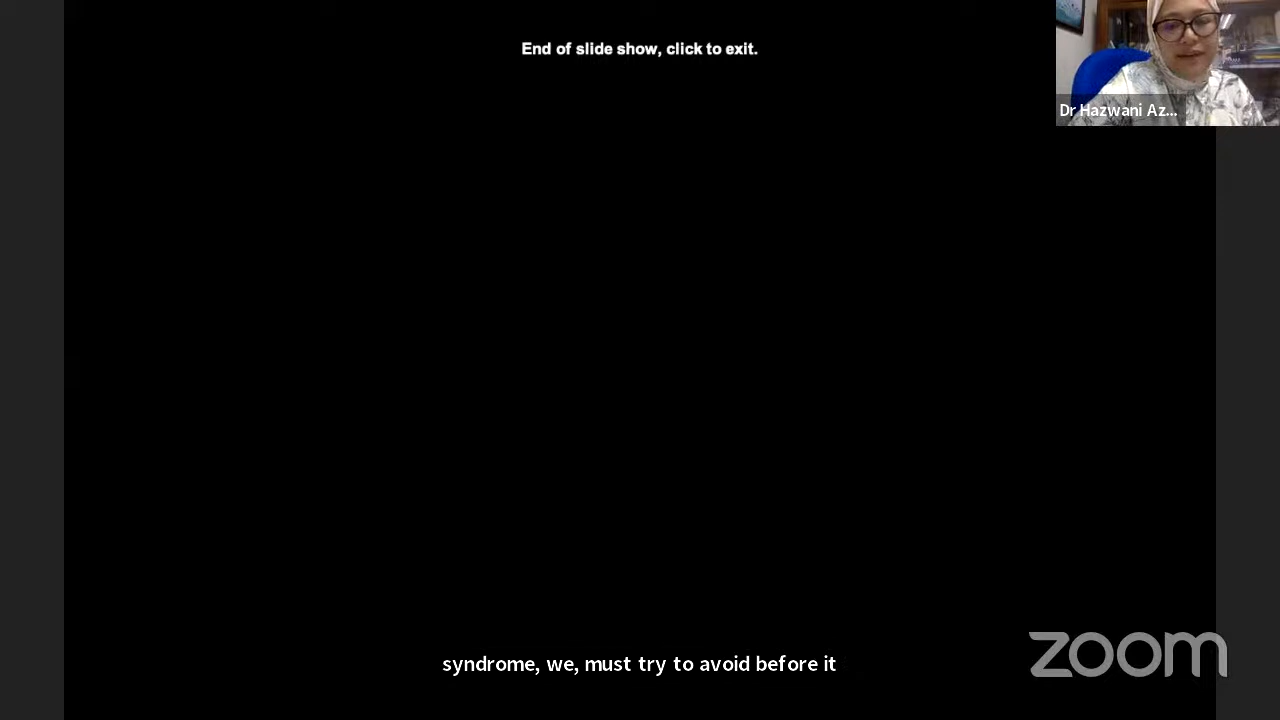 End of slide show, click to exit.
Dr Hazwani Az...
syndrome, we, must try to avoid before it
zoom